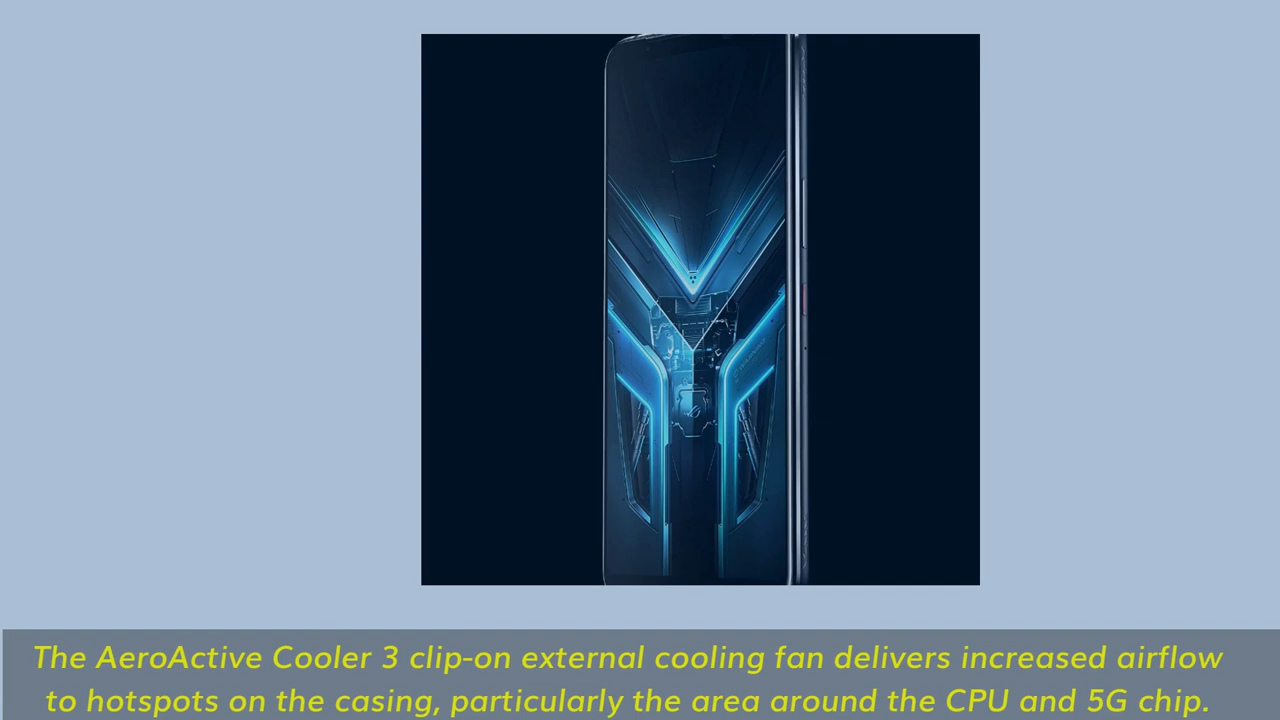 The AeroActive Cooler 3 clip-on external cooling fan delivers increased airflow
to hotspots on the casing, particularly the area around the CPU and 5G chip.